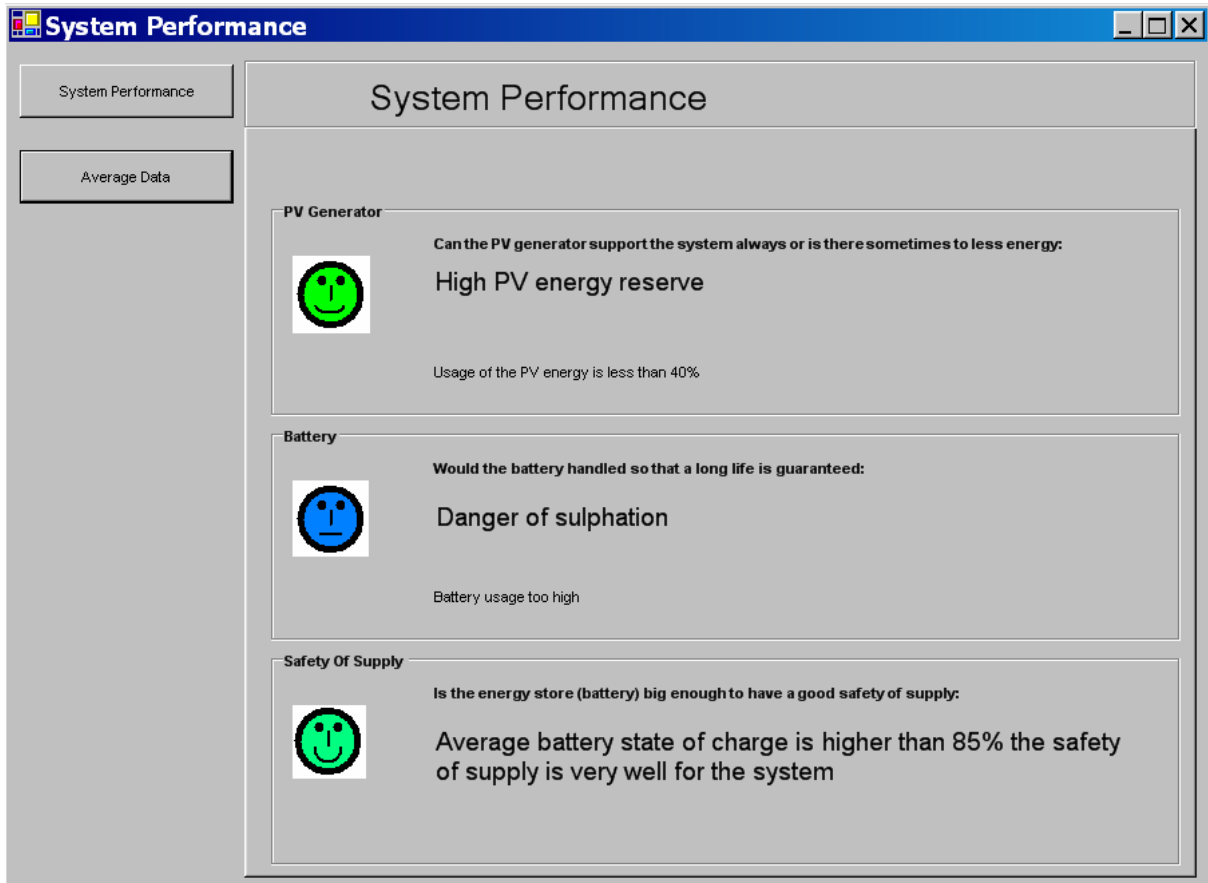 System Performance
System Performance
System Performance
Average Data
PV Generator
Can the PV generator support the system always or is there sometimes to less energy:
High PV energy reserve
Usage of the PV energy is less than 40%
Battery
Would the battery handled so that a long life is guaranteed:
Danger of sulphation
Battery usage too high
Safety Of Supply
Is the energy store (battery) big enough to have a good safety of supply:
Average battery state of charge is higher than 85% the safety
of supply is very well for the system